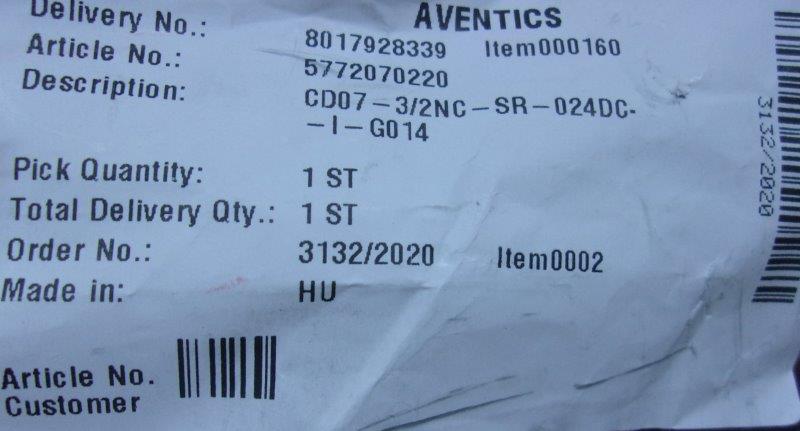 AVENTICS
Delivery No.: 8017928339 Item000160
Article No.: 5772070220
Description: CD07-3/2NC-SR-024DC-
-I-G014
Pick Quantity: 1 ST
Total Delivery Qty.: 1 ST
Order No.: 3132/2020 Item0002
Made in: HU
Article No.
Customer
3132/2020